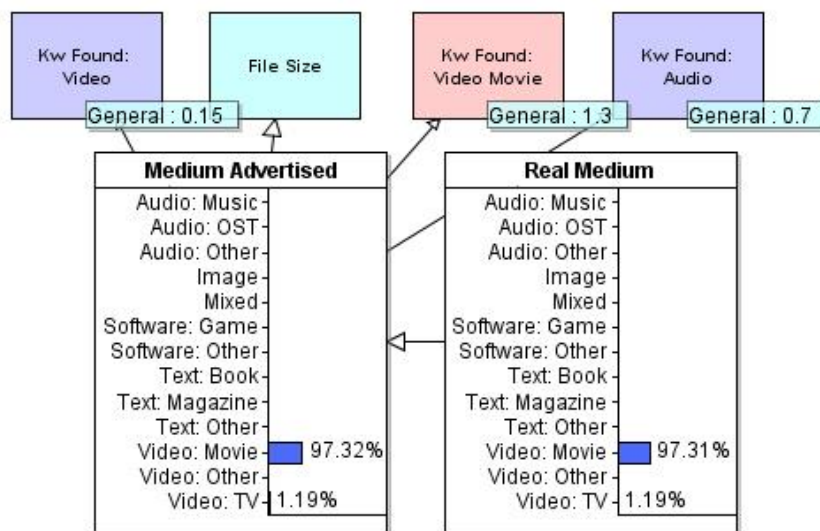 Kw Found:
Video
General : 0.15
File Size
Kw Found:
Video Movie
General : 1.3
Kw Found:
Audio
General : 0.7
Medium Advertised
Audio: Music
Audio: OST
Audio: Other
Image
Mixed
Software: Game
Software: Other
Text: Book
Text: Magazine
Text: Other
Video: Movie 97.32%
Video: Other
Video: TV 1.19%
Real Medium
Audio: Music
Audio: OST
Audio: Other
Image
Mixed
Software: Game
Software: Other
Text: Book
Text: Magazine
Text: Other
Video: Movie 97.31%
Video: Other
Video: TV 1.19%